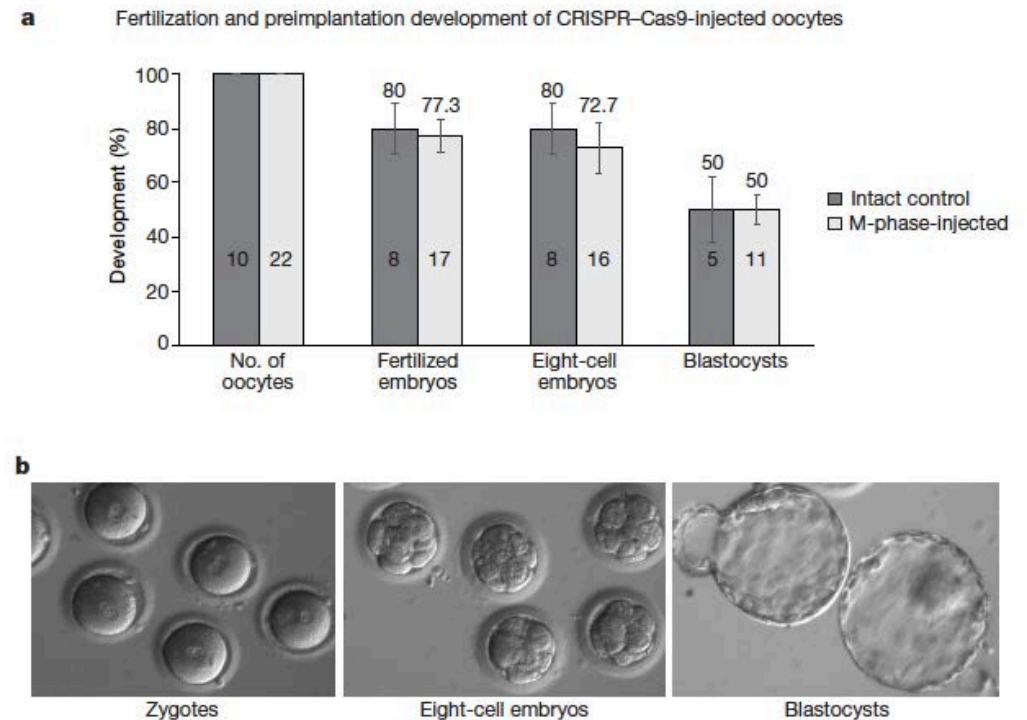 a
Fertilization and preimplantation development of CRISPR–Cas9-injected oocytes
Development (%)
100
80
60
40
20
0
80
77.3
80
72.7
50
50
10
22
8
17
8
16
5
11
No. of
oocytes
Fertilized
embryos
Eight-cell
embryos
Blastocysts
Intact control
M-phase-injected
b
Zygotes
Eight-cell embryos
Blastocysts